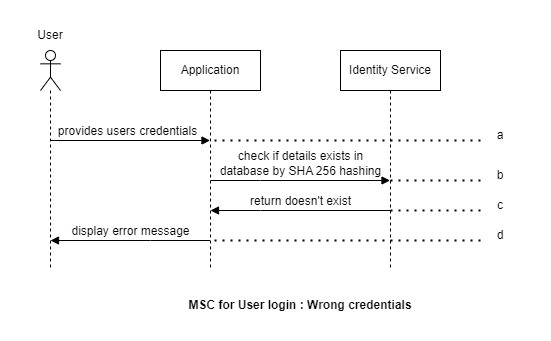 User
Application
Identity Service
provides users credentials
a
check if details exists in
database by SHA 256 hashing
b
return doesn't exist
c
display error message
d
MSC for User login : Wrong credentials